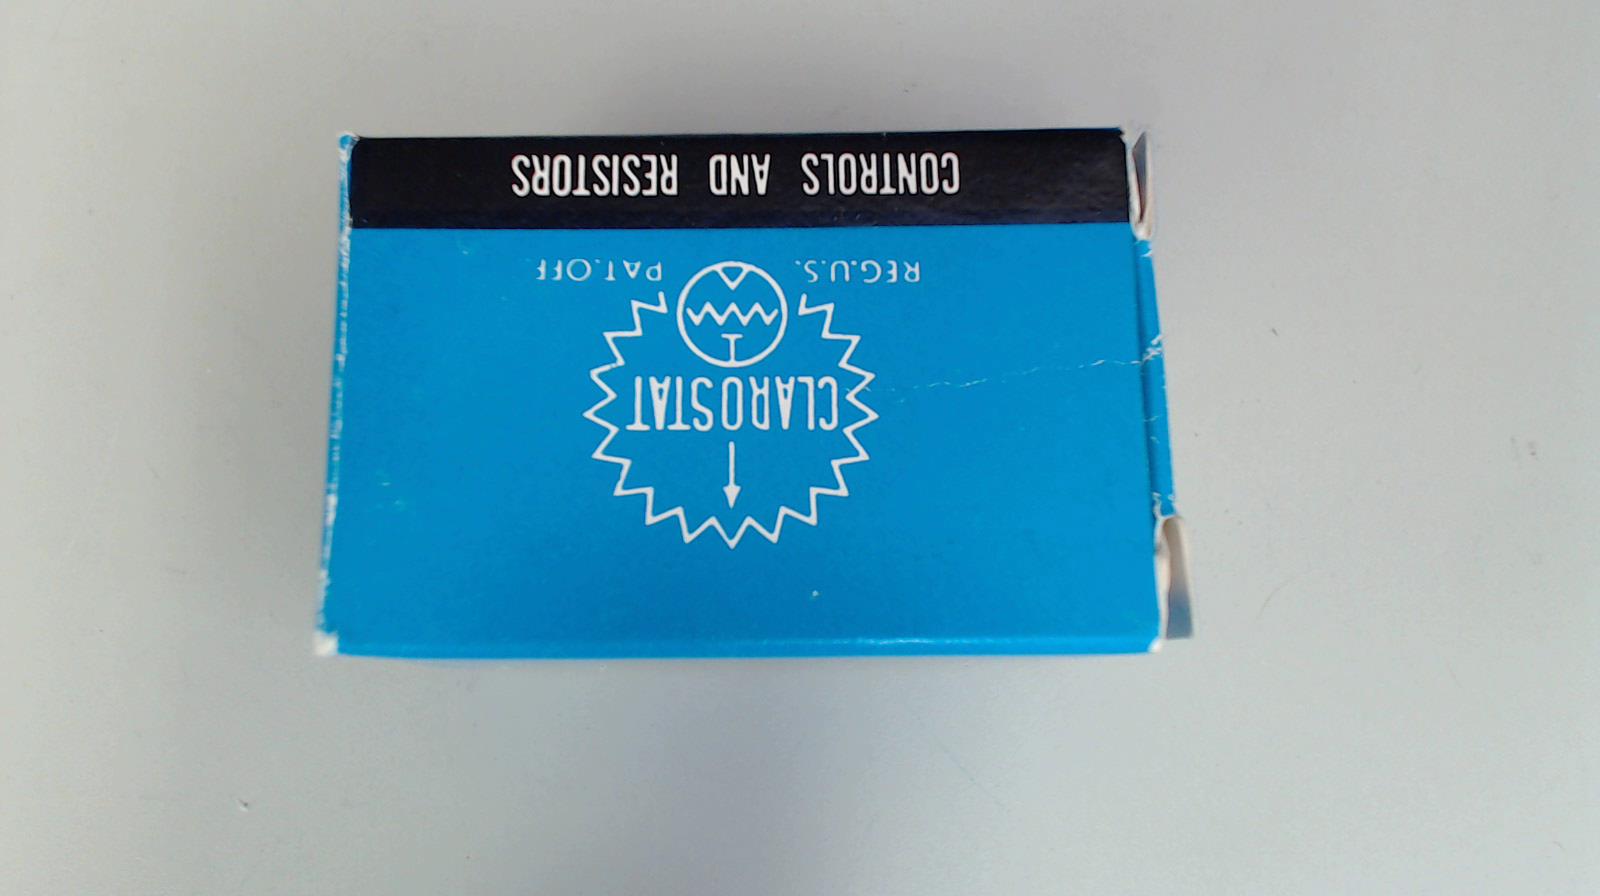 CLAROSTAT
REG.U.S. PAT.OFF
CONTROLS AND RESISTORS